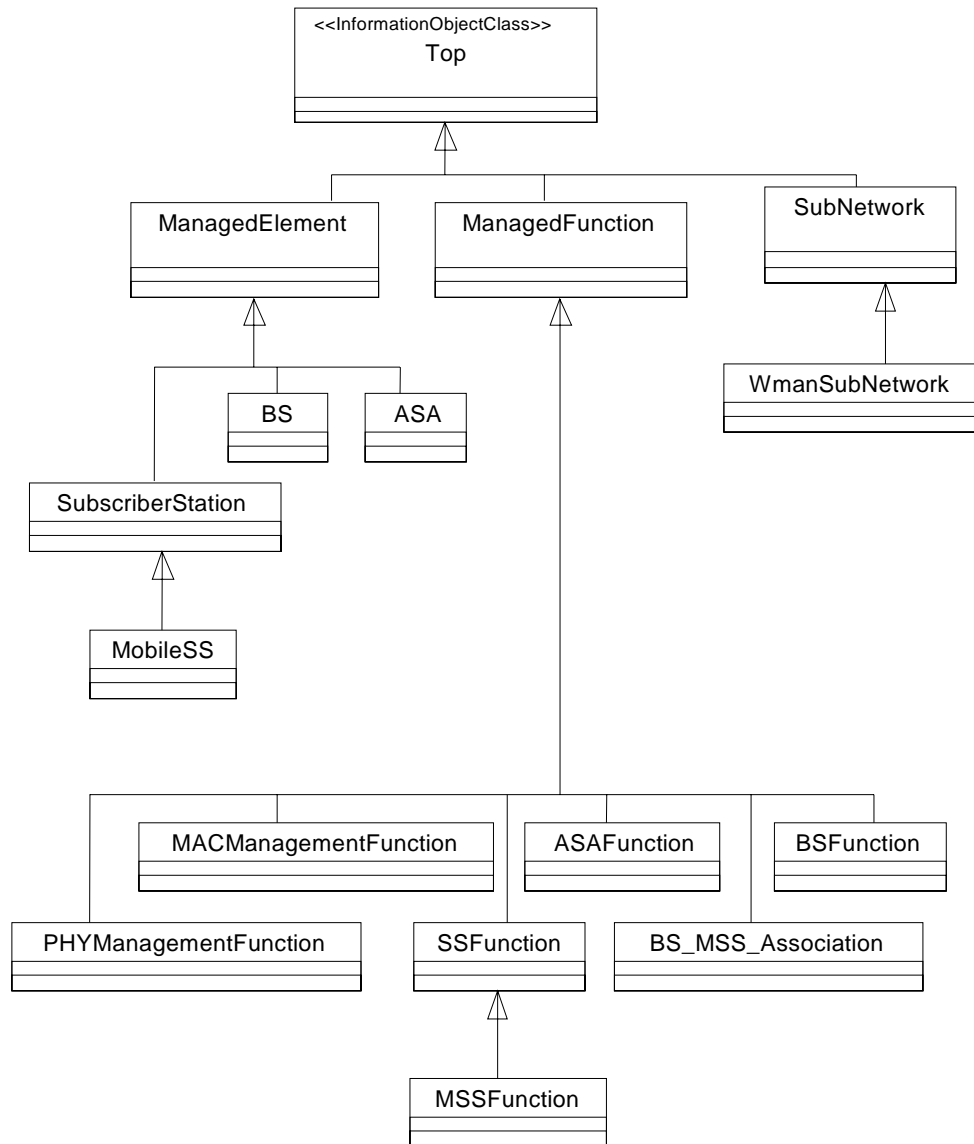 <<InformationObjectClass>>
Top
ManagedElement
ManagedFunction
SubNetwork
WmanSubNetwork
BS
ASA
SubscriberStation
MobileSS
MACManagementFunction
ASAFunction
BSFunction
PHYManagementFunction
SSFunction
BS_MSS_Association
MSSFunction